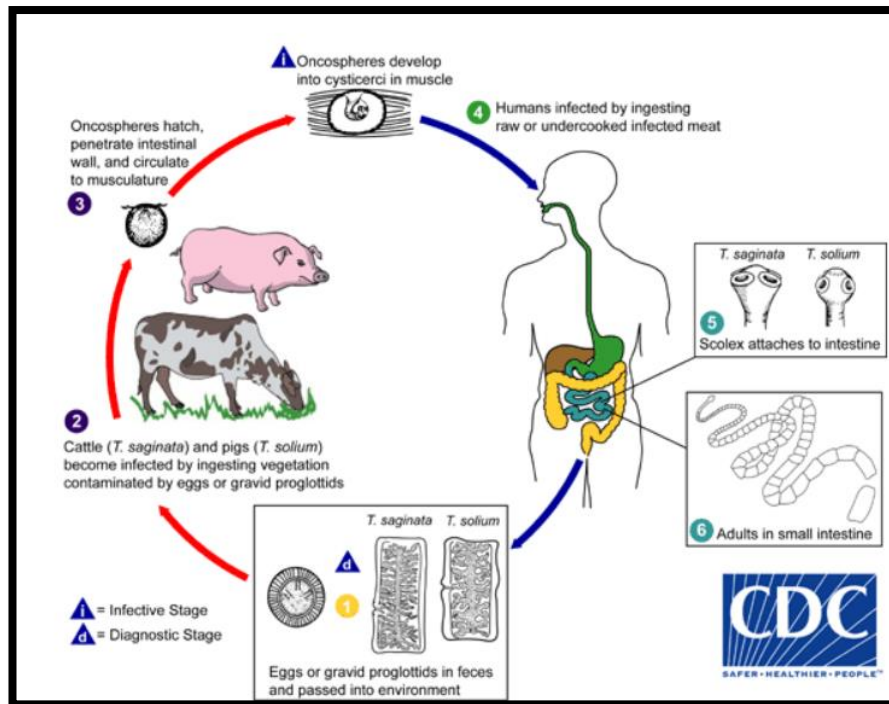 i
Oncospheres develop
into cysticerci in muscle
4
Humans infected by ingesting
raw or undercooked infected meat
Oncospheres hatch,
penetrate intestinal
wall, and circulate
to musculature
3
T. saginata T. solium
5
Scolex attaches to intestine
2
Cattle (T. saginata) and pigs (T. solium)
become infected by ingesting vegetation
contaminated by eggs or gravid proglottids
6
Adults in small intestine
T. saginata T. solium
d
1
Eggs or gravid proglottids in feces
and passed into environment
i = Infective Stage
d = Diagnostic Stage
CDC
SAFER • HEALTHIER • PEOPLE™